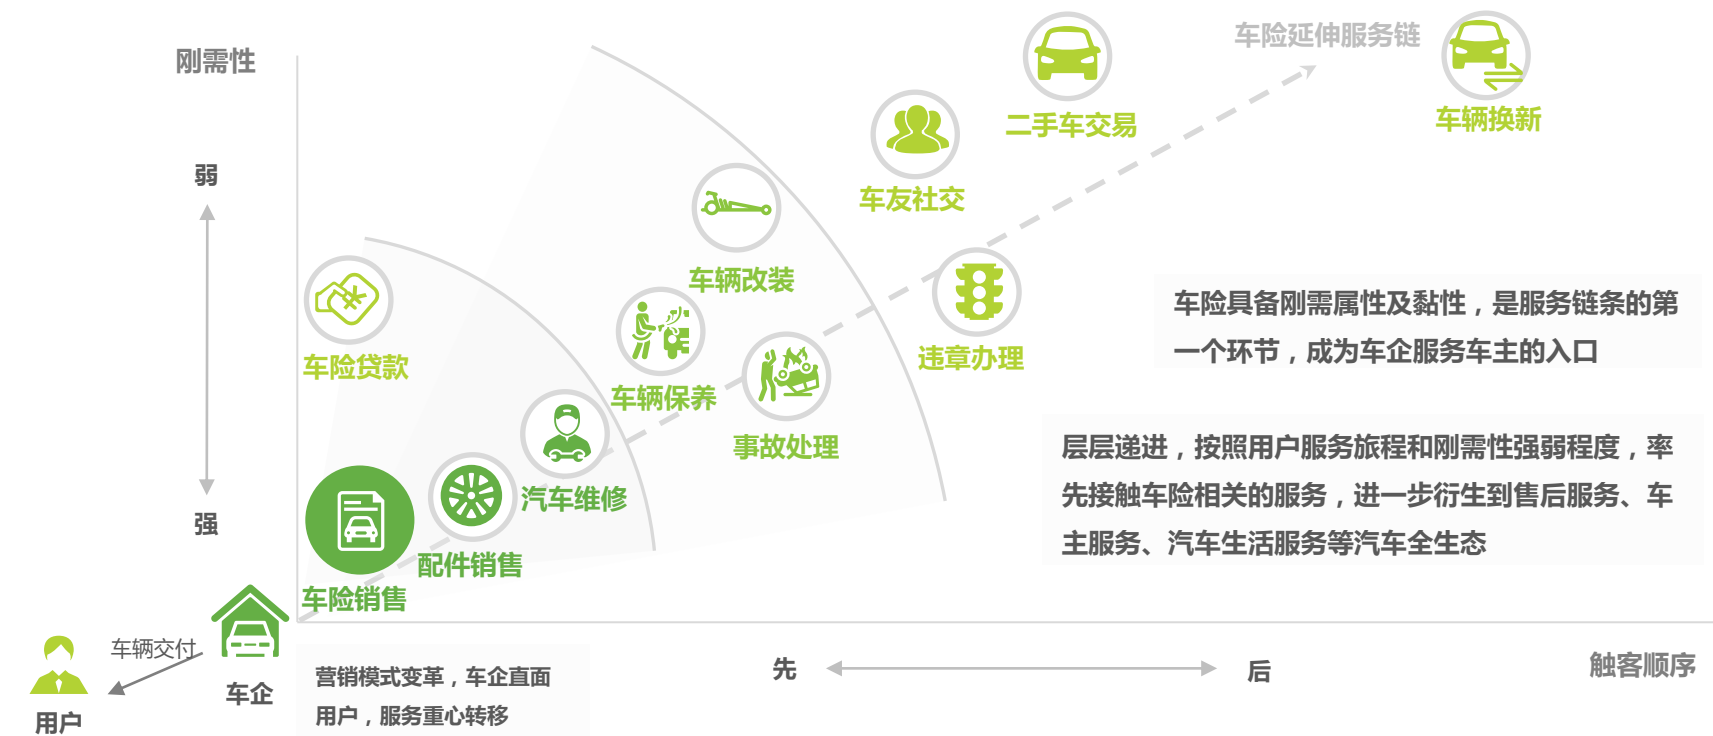 刚需性
车险延伸服务链
车辆换新
二手车交易
弱
车友社交
车辆改装
车险具备刚需属性及黏性，是服务链条的第
一个环节，成为车企服务车主的入口
车险贷款
违章办理
车辆保养
事故处理
层层递进，按照用户服务旅程和刚需性强弱程度，率
先接触车险相关的服务，进一步衍生到售后服务、车
主服务、汽车生活服务等汽车全生态
汽车维修
强
配件销售
车险销售
车辆交付
车企
用户
营销模式变革，车企直面
用户，服务重心转移
先
后
触客顺序